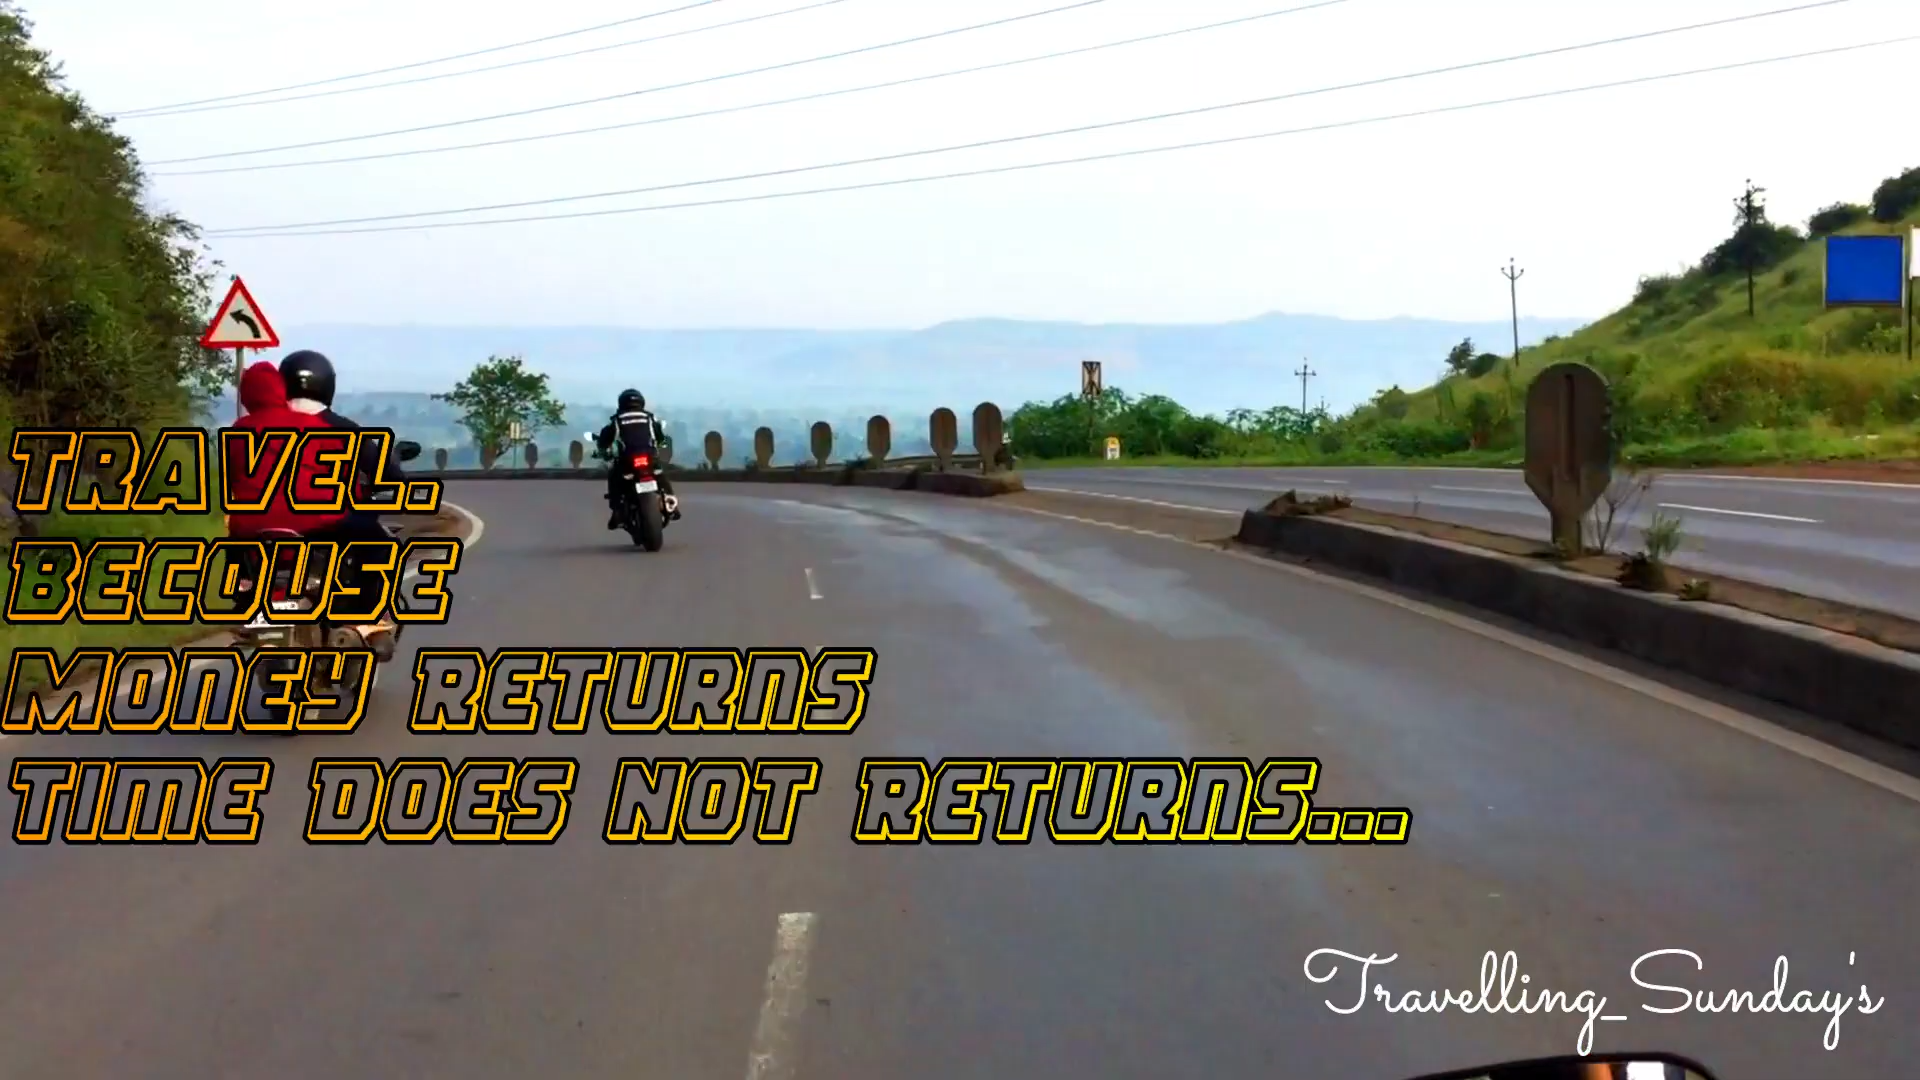 TRAVEL.
BECOUSE
MONEY RETURNS
TIME DOES NOT RETURNS...
Travelling_Sunday's